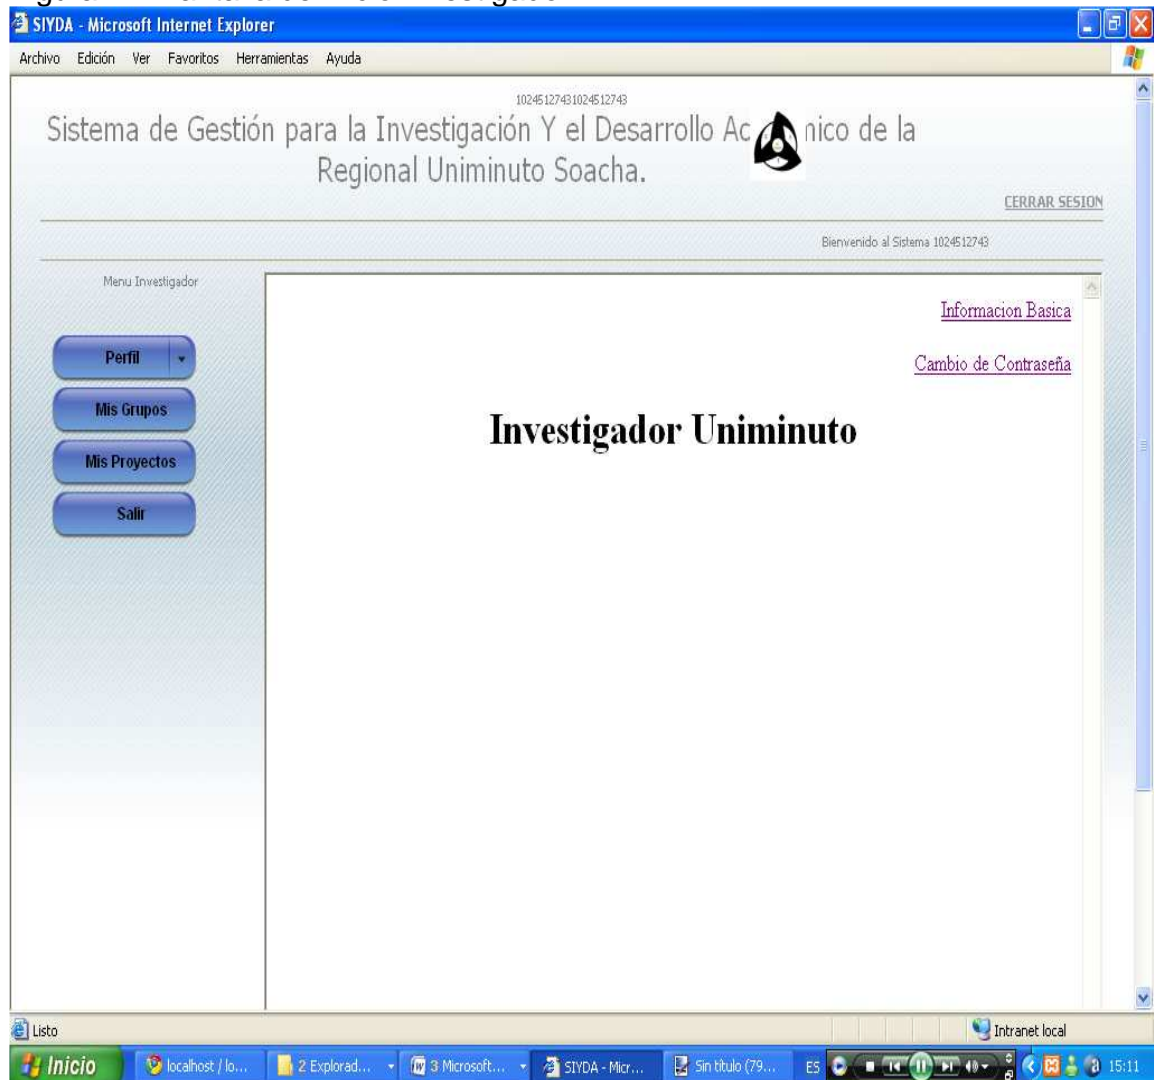 SIYDA - Microsoft Internet Explorer
Archivo Edición Ver Favoritos Herramientas Ayuda
10245127431024512743
Sistema de Gestión para la Investigación Y el Desarrollo Ac nico de la
Regional Uniminuto Soacha.
CERRAR SESION
Bienvenido al Sistema 1024512743
Menu Investigador
Informacion Basica
Perfil
Cambio de Contraseña
Mis Grupos
Investigador Uniminuto
Mis Proyectos
Salir
Listo
Intranet local
Inicio localhost / lo... 2 Explorad... 3 Microsoft... SIYDA - Micr... Sin título (79... ES 15:11